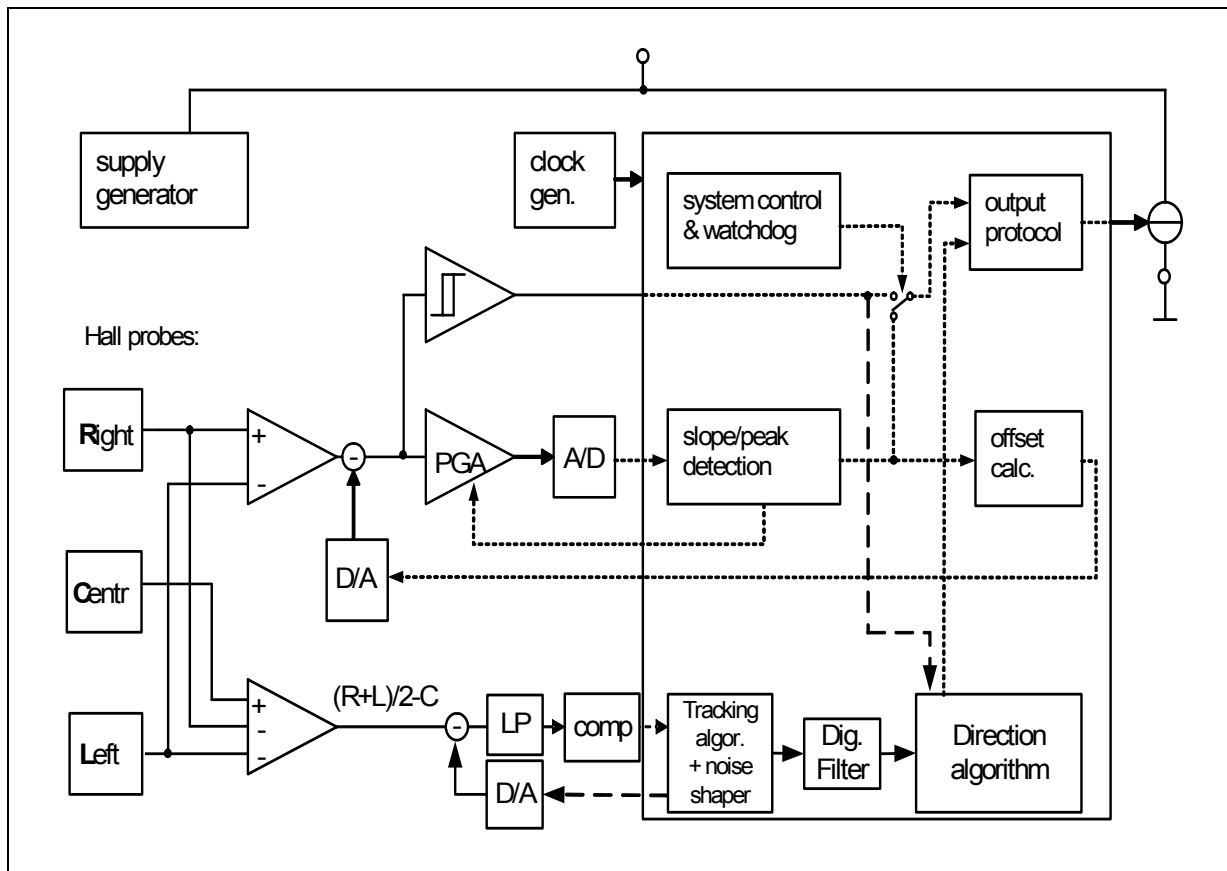 supply
generator
clock
gen.
system control
& watchdog
output
protocol
Hall probes:
Right
+
-
-
PGA
A/D
slope/peak
detection
offset
calc.
Centr
D/A
Left
+
-
-
(R+L)/2-C
-
LP
comp
D/A
Tracking
algor.
+ noise
shaper
Dig.
Filter
Direction
algorithm